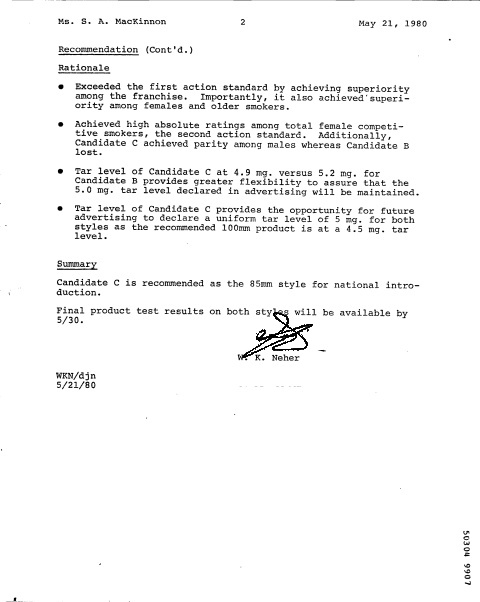 Ms. S. A. MacKinnon 2 May 21, 1980
Recommendation (Cont'd.)
Rationale
● Exceeded the first action standard by achieving superiority
among the franchise. Importantly, it also achieved superi-
ority among females and older smokers.
● Achieved high absolute ratings among total female competi-
tive smokers, the second action standard. Additionally,
Candidate C achieved parity among males whereas Candidate B
lost.
● Tar level of Candidate C at 4.9 mg. versus 5.2 mg. for
Candidate B provides greater flexibility to assure that the
5.0 mg. tar level declared in advertising will be maintained.
● Tar level of Candidate C provides the opportunity for future
advertising to declare a uniform tar level of 5 mg. for both
styles as the recommended 100mm product is at a 4.5 mg. tar
level.
Summary
Candidate C is recommended as the 85mm style for national intro-
duction.
Final product test results on both styles will be available by
5/30.
W. K. Neher
WKN/djn
5/21/80
50304 9907